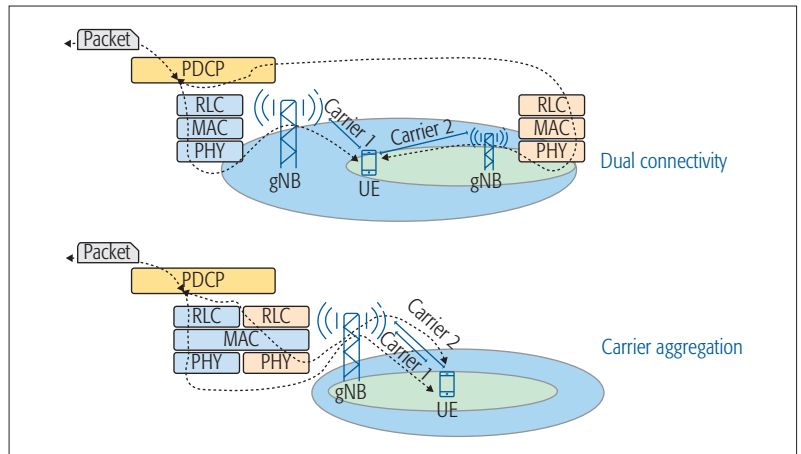 Packet
PDCP
RLC
MAC
PHY
Carrier 1
Carrier 2
RLC
MAC
PHY
gNB
UE
gNB
Dual connectivity
Packet
PDCP
RLC
RLC
MAC
PHY
PHY
Carrier 2
Carrier 1
gNB
UE
Carrier aggregation